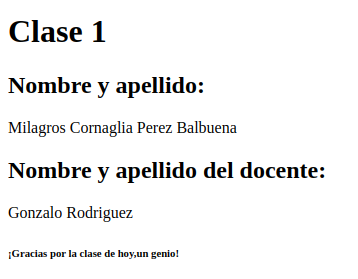 Clase 1
Nombre y apellido:
Milagros Cornaglia Perez Balbuena
Nombre y apellido del docente:
Gonzalo Rodriguez
¡Gracias por la clase de hoy,un genio!